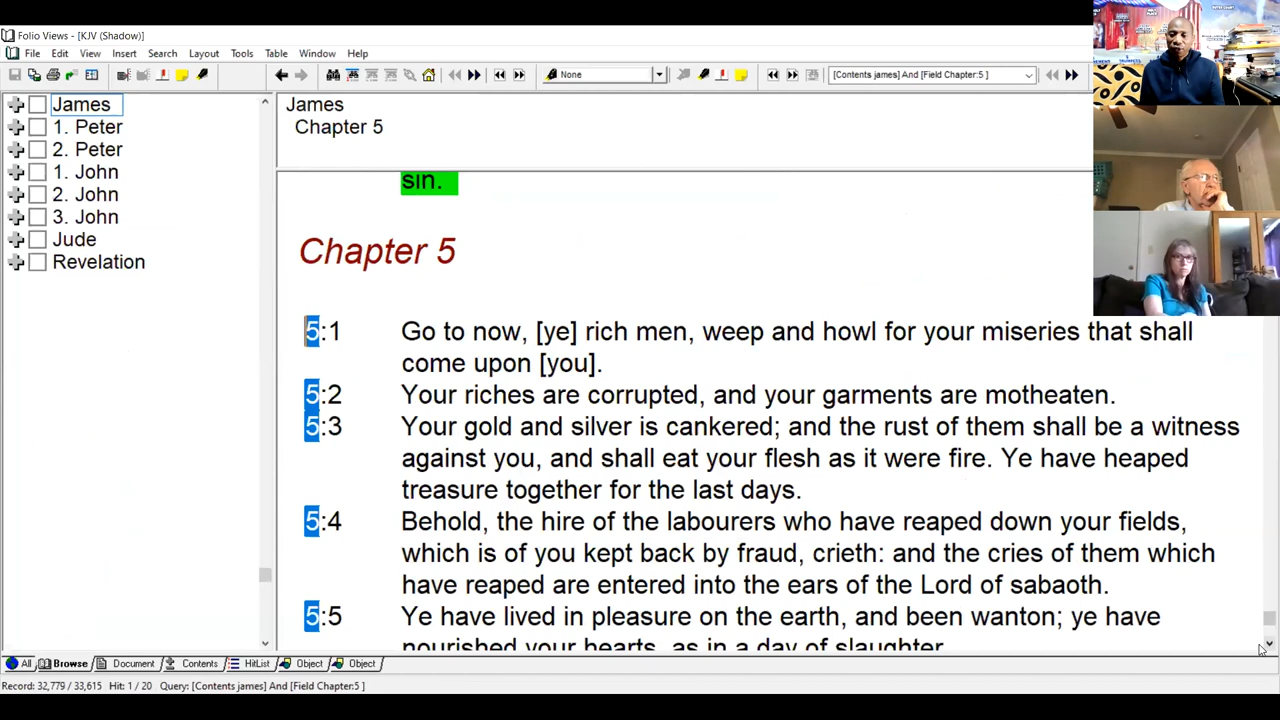 Folio Views - [KJV (Shadow)]
File Edit View Insert Search Layout Tools Table Window Help
None [Contents james] And [Field Chapter:5 ]
James
1. Peter
2. Peter
1. John
2. John
3. John
Jude
Revelation
James
Chapter 5
sin.
Chapter 5
5:1 Go to now, [ye] rich men, weep and howl for your miseries that shall
come upon [you].
5:2 Your riches are corrupted, and your garments are motheaten.
5:3 Your gold and silver is cankered; and the rust of them shall be a witness
against you, and shall eat your flesh as it were fire. Ye have heaped
treasure together for the last days.
5:4 Behold, the hire of the labourers who have reaped down your fields,
which is of you kept back by fraud, crieth: and the cries of them which
have reaped are entered into the ears of the Lord of sabaoth.
5:5 Ye have lived in pleasure on the earth, and been wanton; ye have
nourished your hearts, as in a day of slaughter.
All Browse Document Contents HitList Object Object
Record: 32,779 / 33,615 Hit: 1 / 20 Query: [Contents james] And [Field Chapter:5 ]